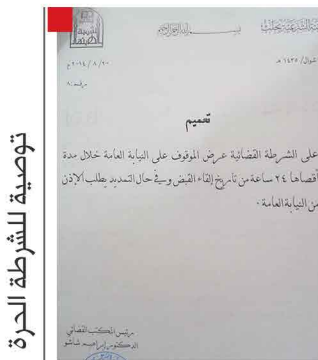 توصية للشرطة الحرة
الشرعية بحلب
بسم الله الرحمن الرحيم
شوال/ ١٤٣٥ هـ
٢٠ / ٨ / ٢٠١٤ م
تعميم
على الشرطة القضائية عرض الموقوف على النيابة العامة خلال مدة
أقصاها ٢٤ ساعة من تاريخ إلقاء القبض وفي حال التمديد يطلب الإذن
من النيابة العامة .
رئيس المكتب القضائي
الدكتور إبراهيم شاشو